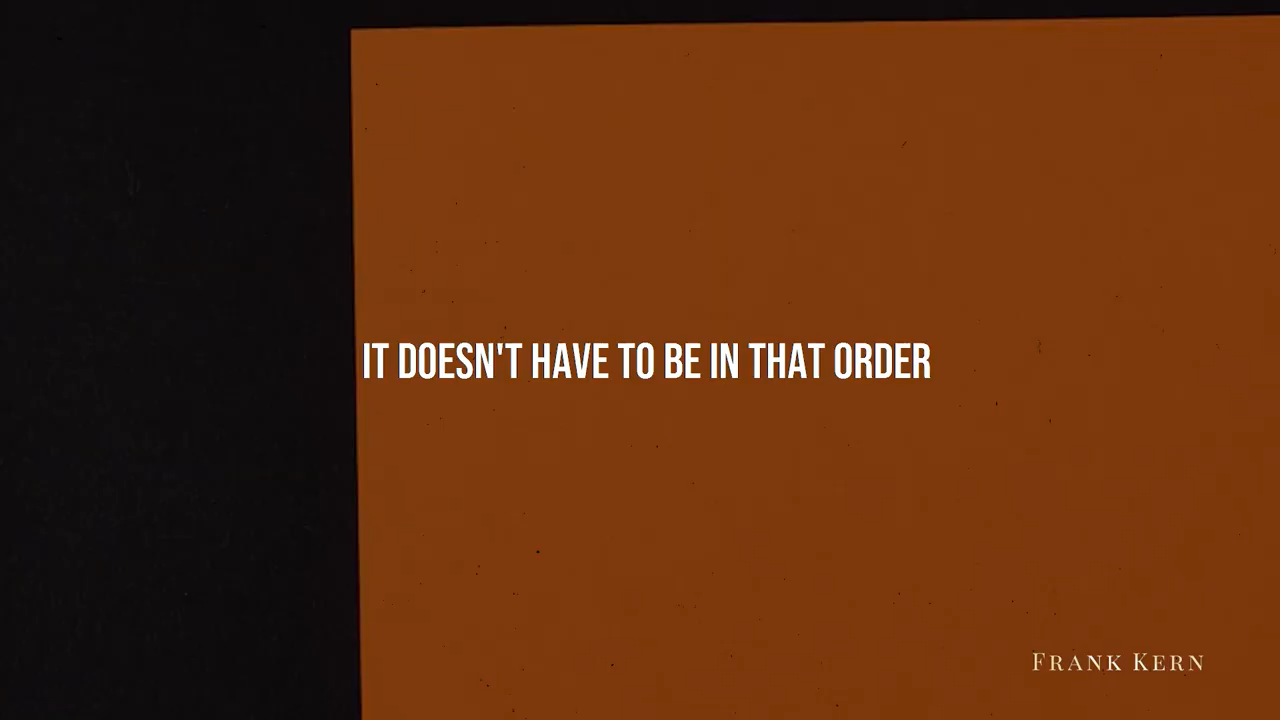 IT DOESN'T HAVE TO BE IN THAT ORDER
FRANK KERN